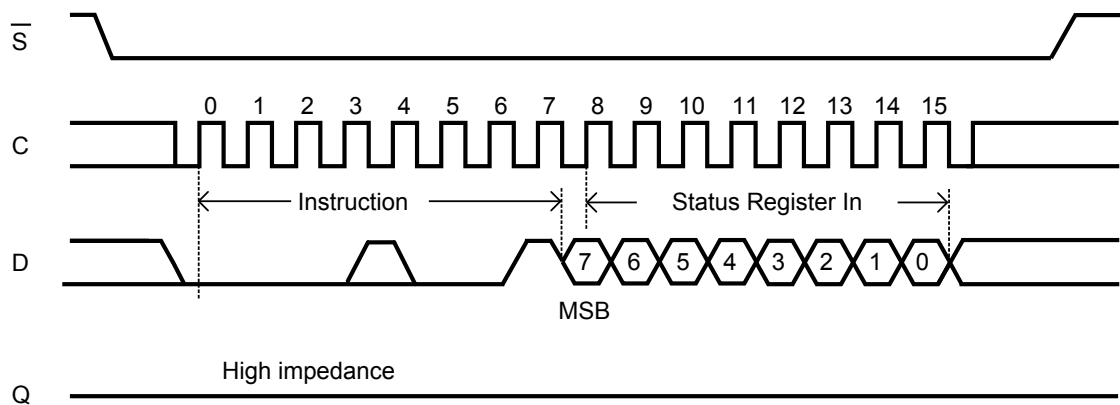 S
0 1 2 3 4 5 6 7 8 9 10 11 12 13 14 15
C
Instruction Status Register In
D 7 6 5 4 3 2 1 0
MSB
High impedance
Q